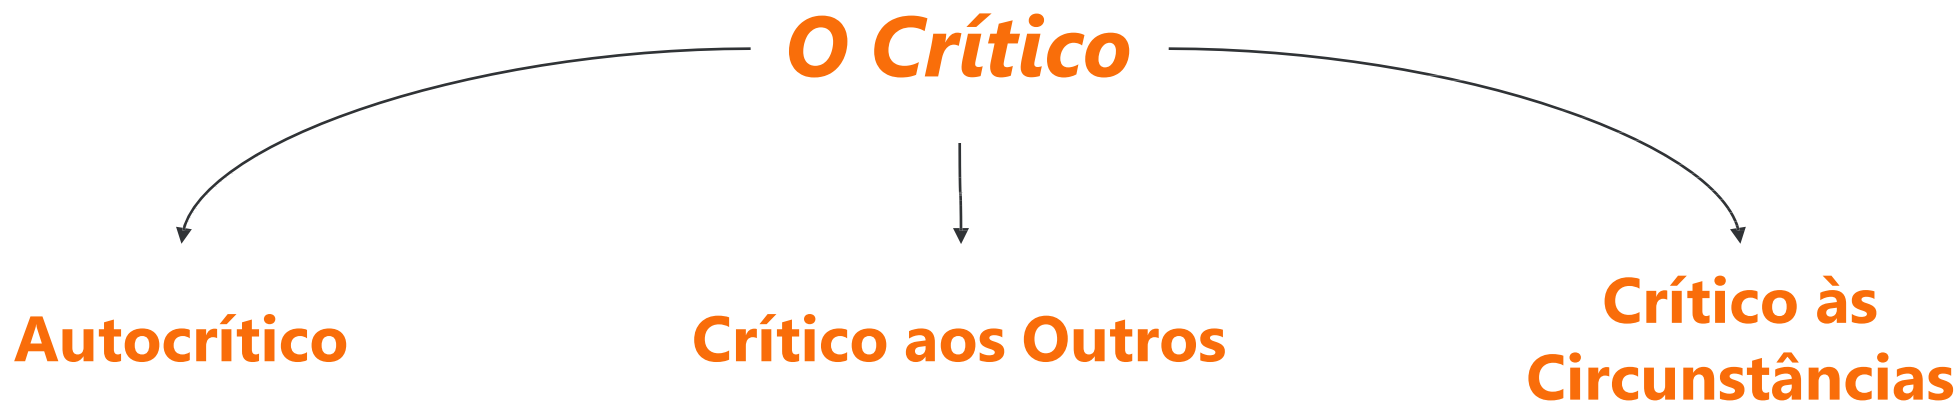 O Crítico
Autocrítico
Crítico aos Outros
Crítico às
Circunstâncias